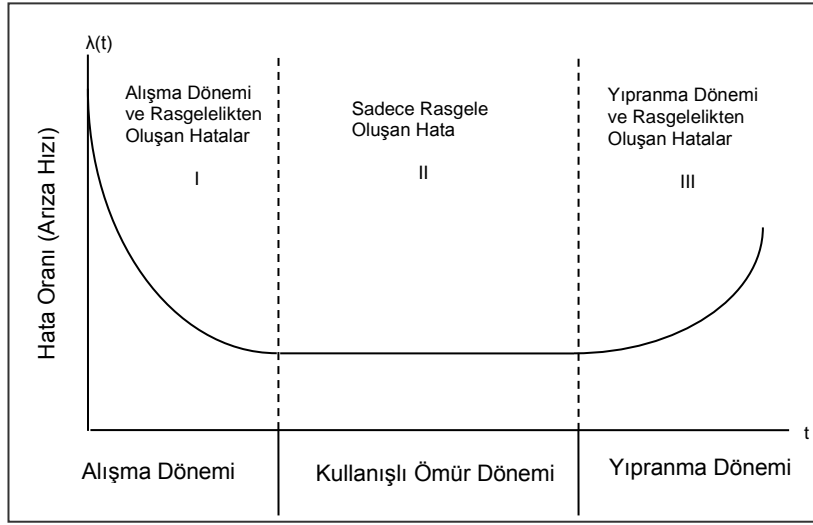 λ(t)
Alışma Dönemi
ve Rasgelelikten
Oluşan Hatalar
I
Sadece Rasgele
Oluşan Hata
II
Yıpranma Dönemi
ve Rasgelelikten
Oluşan Hatalar
III
Hata Oranı (Arıza Hızı)
t
Alışma Dönemi
Kullanışlı Ömür Dönemi
Yıpranma Dönemi